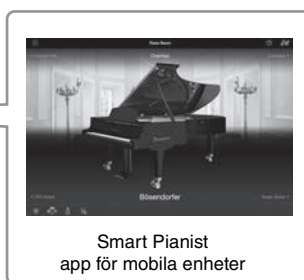 Piano Room
Bösendorfer
Smart Pianist
app för mobila enheter